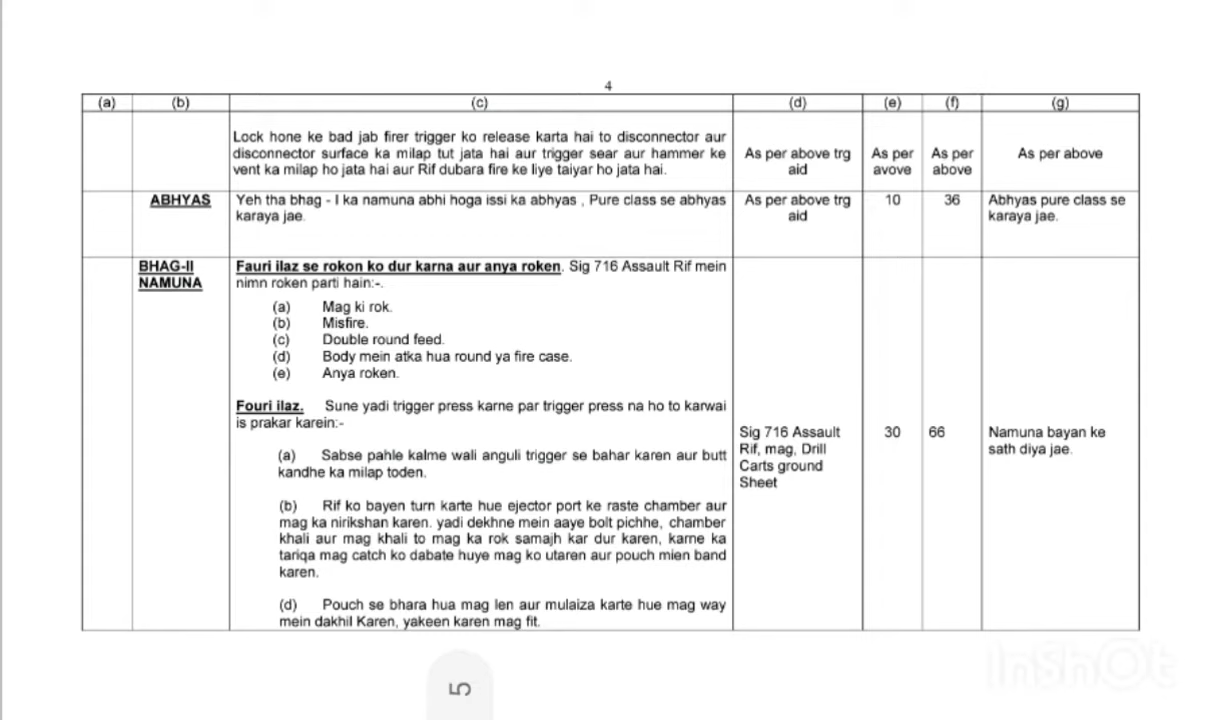 4
(a) (b) (c) (d) (e) (f) (g)
Lock hone ke bad jab firer trigger ko release karta hai to disconnector aur
disconnector surface ka milap tut jata hai aur trigger sear aur hammer ke
vent ka milap ho jata hai aur Rif dubara fire ke liye taiyar ho jata hai.
As per above trg
aid
As per
avove
As per
above
As per above
ABHYAS
Yeh tha bhag - I ka namuna abhi hoga issi ka abhyas , Pure class se abhyas
karaya jae.
As per above trg
aid
10
36
Abhyas pure class se
karaya jae.
BHAG-II
NAMUNA
Fauri ilaz se rokon ko dur karna aur anya roken. Sig 716 Assault Rif mein
nimn roken parti hain:-.
(a) Mag ki rok.
(b) Misfire.
(c) Double round feed.
(d) Body mein atka hua round ya fire case.
(e) Anya roken.
Fouri ilaz. Sune yadi trigger press karne par trigger press na ho to karwai
is prakar karein:-
(a) Sabse pahle kalme wali anguli trigger se bahar karen aur butt
kandhe ka milap toden.
(b) Rif ko bayen turn karte hue ejector port ke raste chamber aur
mag ka nirikshan karen. yadi dekhne mein aaye bolt pichhe, chamber
khali aur mag khali to mag ka rok samajh kar dur karen, karne ka
tariqa mag catch ko dabate huye mag ko utaren aur pouch mien band
karen.
(d) Pouch se bhara hua mag len aur mulaiza karte hue mag way
mein dakhil Karen, yakeen karen mag fit.
Sig 716 Assault
Rif, mag, Drill
Carts ground
Sheet
30
66
Namuna bayan ke
sath diya jae.
5
InShOt